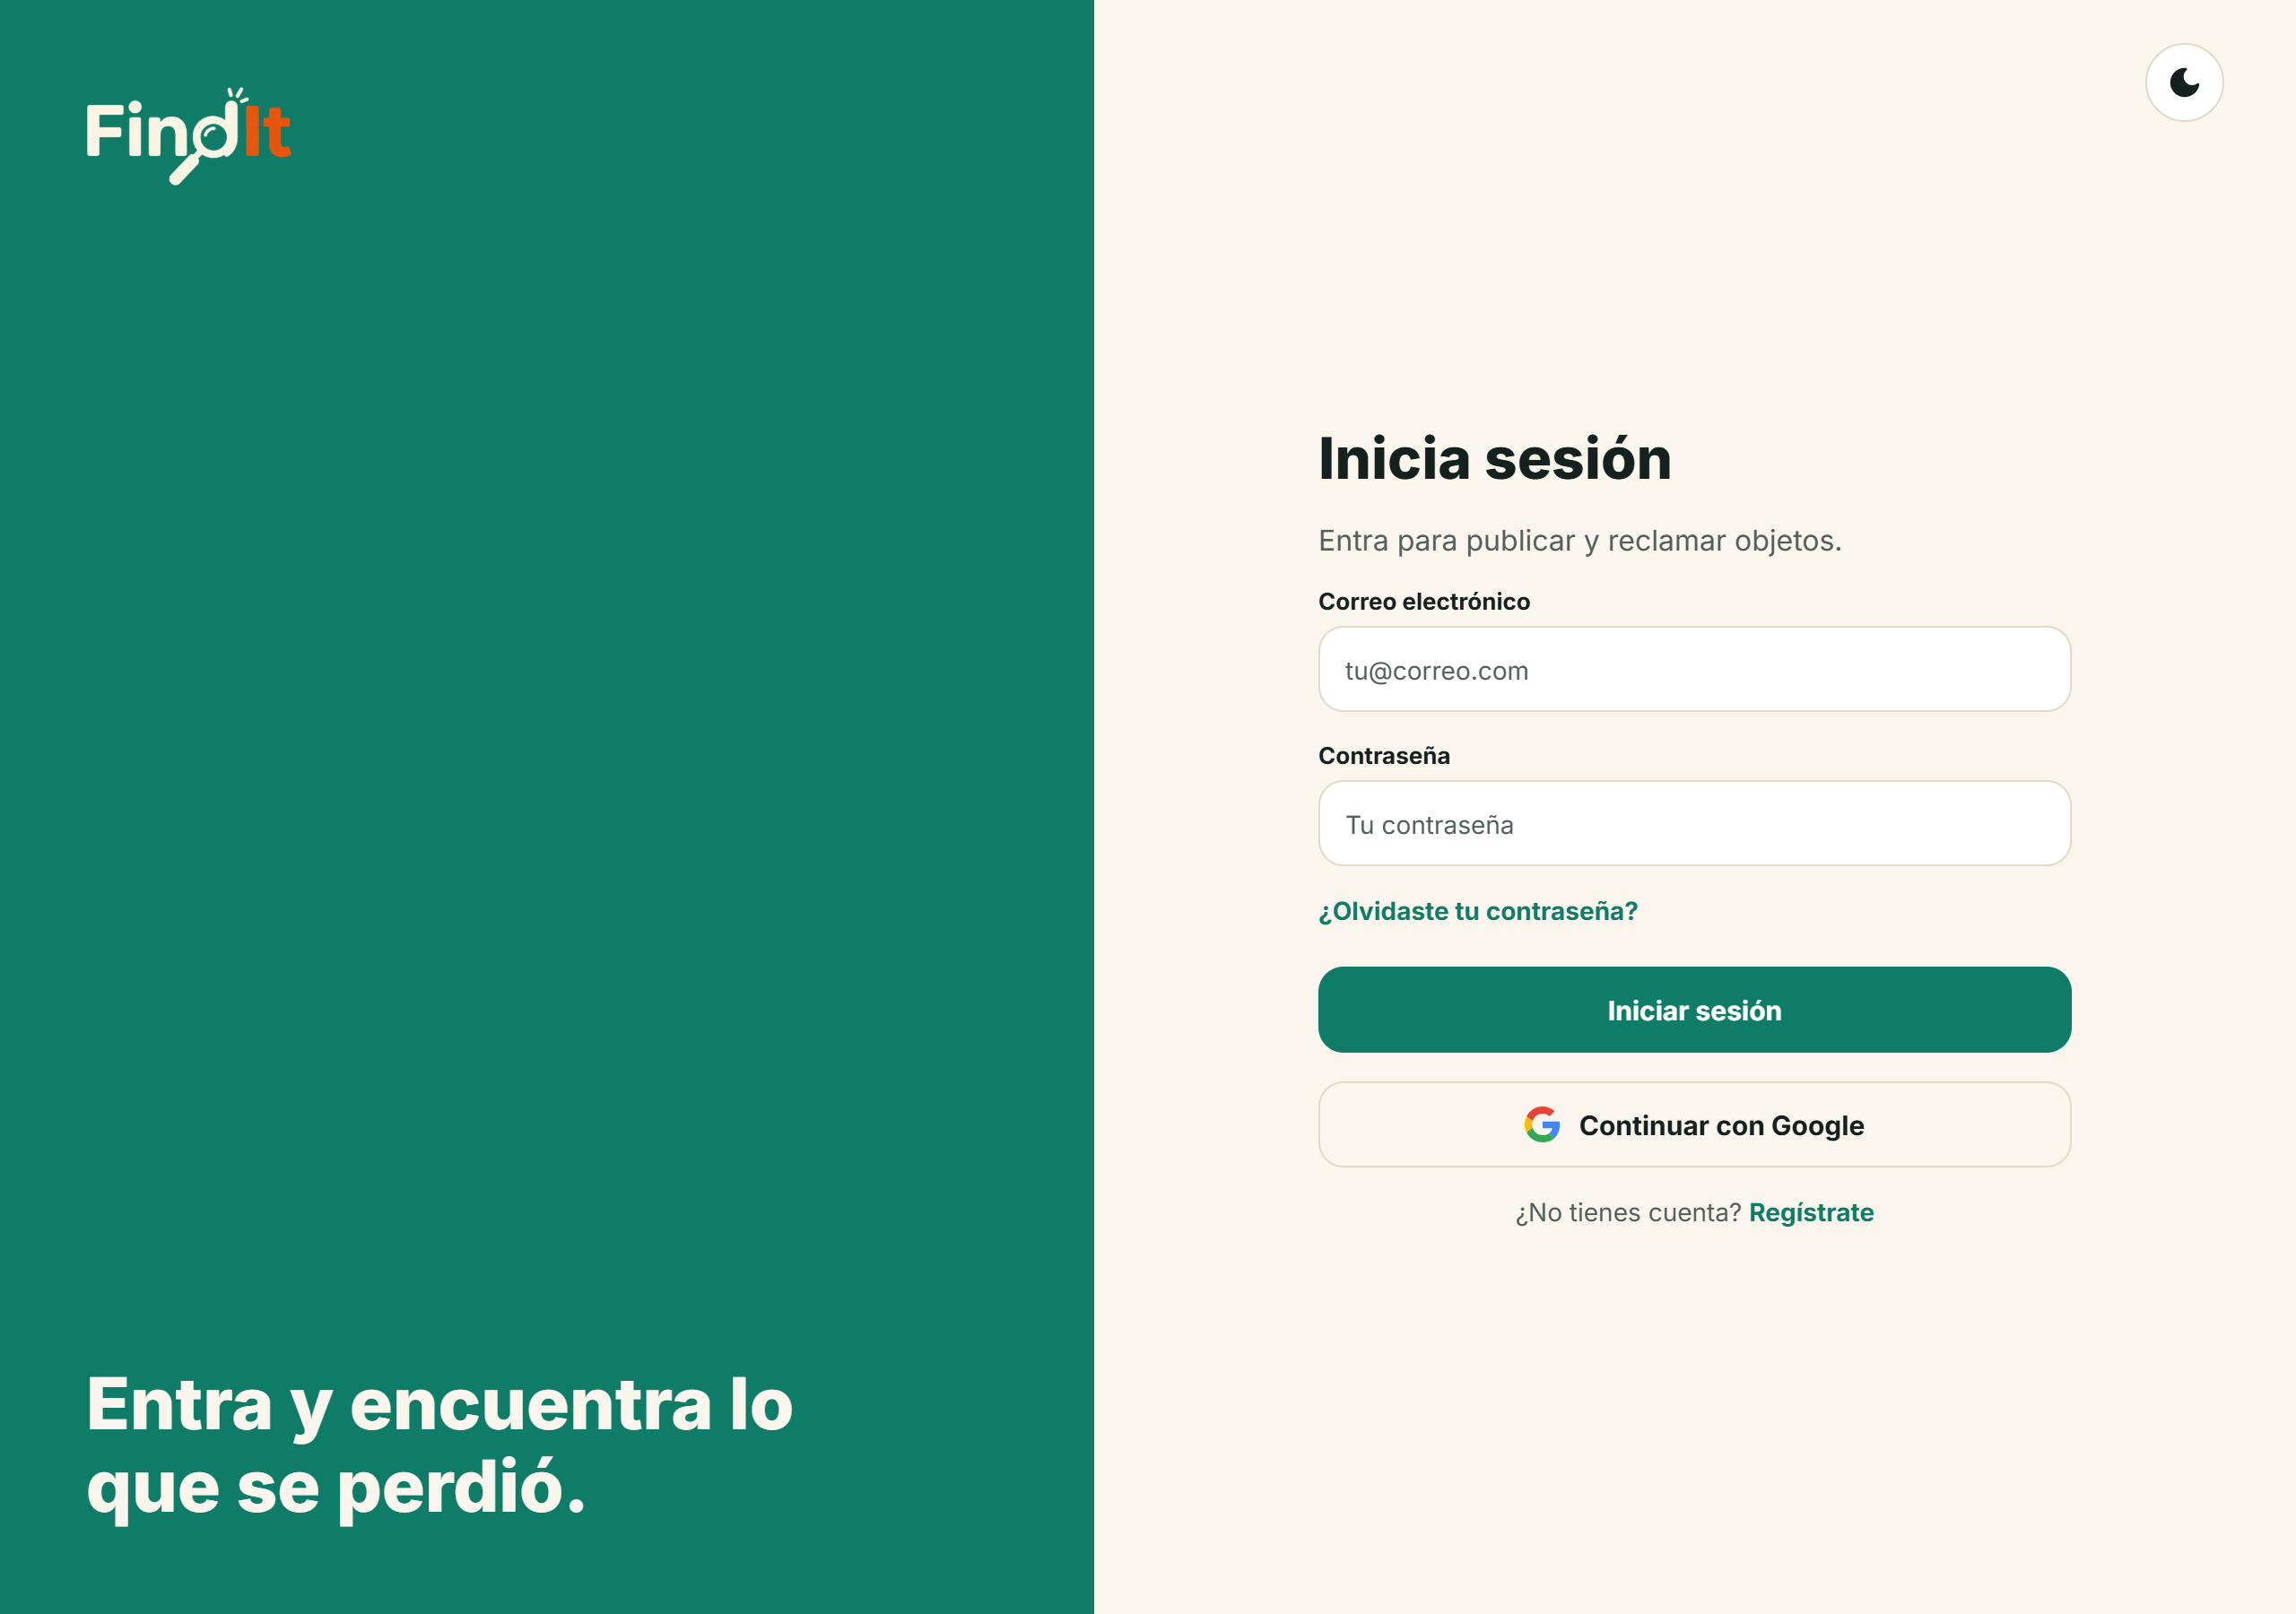 FindIt
Entra y encuentra lo
que se perdió.
Inicia sesión
Entra para publicar y reclamar objetos.
Correo electrónico
tu@correo.com
Contraseña
Tu contraseña
¿Olvidaste tu contraseña?
Iniciar sesión
Continuar con Google
¿No tienes cuenta? Regístrate